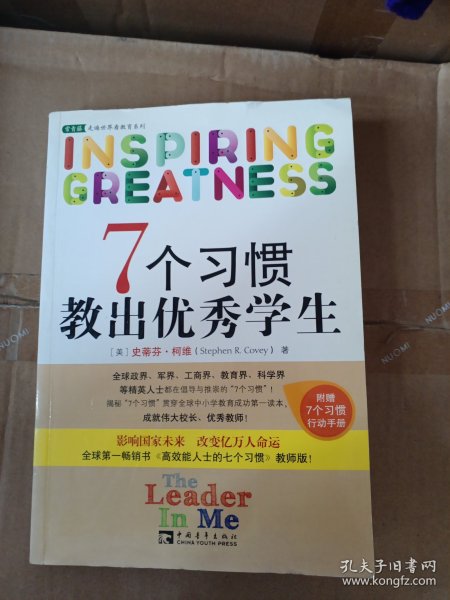 常青藤 走遍世界看教育系列
INSPIRING
GREATNESS
7个习惯
教出优秀学生
[美] 史蒂芬·柯维 (Stephen R. Covey) 著
全球政界、军界、工商界、教育界、科学界
等精英人士都在倡导与推崇的“7个习惯”!
揭秘“7个习惯”贯穿全球中小学教育成功第一读本,
成就伟大校长、优秀教师!
附赠
7个习惯
行动手册
影响国家未来 改变亿万人命运
全球第一畅销书《高效能人士的七个习惯》教师版!
The
Leader
In Me
中国青年出版社
CHINA YOUTH PRESS
NUOMI
NUOMI
孔夫子旧书网
www.kongfz.com